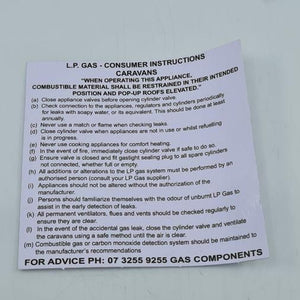 L.P. GAS - CONSUMER INSTRUCTIONS
CARAVANS
"WHEN OPERATING THIS APPLIANCE,
COMBUSTIBLE MATERIAL SHALL BE RESTRAINED IN THEIR INTENDED
POSITION AND POP-UP ROOFS ELEVATED."
(a) Close appliance valves before opening cylinder valve.
(b) Check connection to the appliances, regulators and cylinders periodically
for leaks with soapy water, or its equivalent. This should be done at least
annually.
(c) Never use a match or flame when checking leaks
(d) Close cylinder valve when appliances are not in use or whilst refuelling
is in progress.
(e) Never use cooking appliances for comfort heating.
(f) In the event of fire, immediately close cylinder valve if safe to do so.
(g) Ensure valve is closed and fit gastight sealing plug to all spare cylinders
not connected, whether full or empty.
(h) All additions or alterations to the LP gas system must be performed by an
authorised person (consult your LP Gas supplier).
(i) Appliances should not be altered without the authorization of the
manufacturer.
(j) Persons should familiarize themselves with the odour of unburnt LP Gas to
assist in the early detection of leaks.
(k) All permanent ventilators, flues and vents should be checked regularly to
ensure they are clear.
(l) In the event of the accidental gas leak, close the cylinder valve and ventilate
the caravan using a safe method until the air is clear.
(m) Combustible gas or carbon monoxide detection system should be maintained to
the manufacturers recommendations
FOR ADVICE PH: 07 3255 9255 GAS COMPONENTS